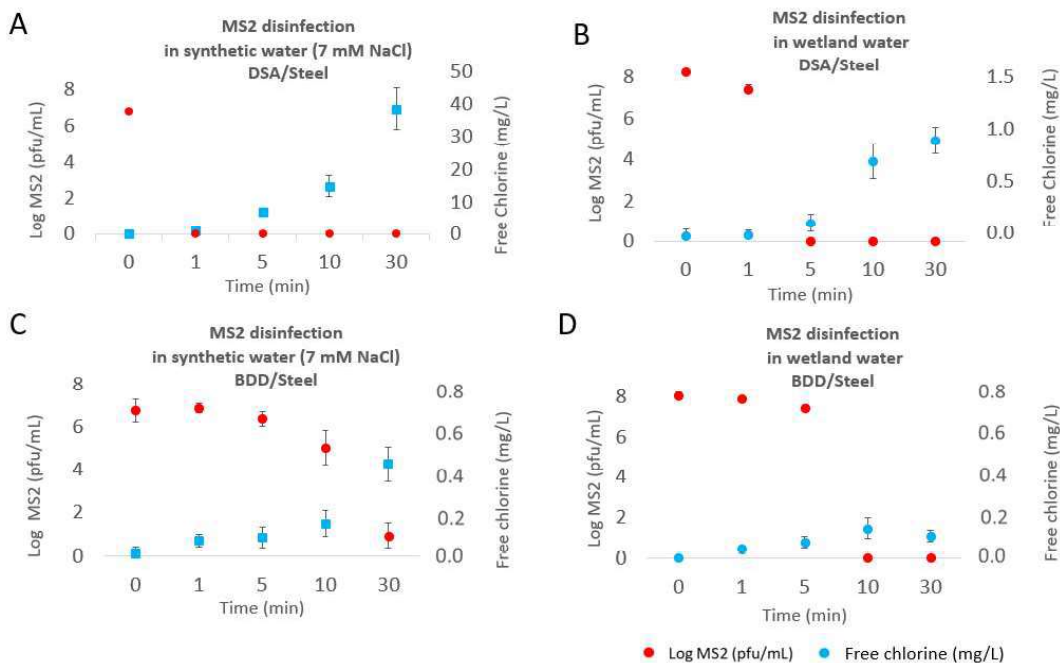 A
MS2 disinfection
in synthetic water (7 mM NaCl)
DSA/Steel
Log MS2 (pfu/mL)
8
6
4
2
0
50
40
30
20
10
0
Free Chlorine (mg/L)
0 1 5 10 30
Time (min)
B
MS2 disinfection
in wetland water
DSA/Steel
Log MS2 (pfu/mL)
8
6
4
2
0
1.5
1.0
0.5
0.0
Free Chlorine (mg/L)
0 1 5 10 30
Time (min)
C
MS2 disinfection
in synthetic water (7 mM NaCl)
BDD/Steel
Log MS2 (pfu/mL)
8
6
4
2
0
0.8
0.6
0.4
0.2
0.0
Free chlorine (mg/L)
0 1 5 10 30
Time (min)
D
MS2 disinfection
in wetland water
BDD/Steel
Log MS2 (pfu/mL)
8
6
4
2
0
0.8
0.6
0.4
0.2
0.0
Free chlorine (mg/L)
0 1 5 10 30
Time (min)
Log MS2 (pfu/mL) Free chlorine (mg/L)